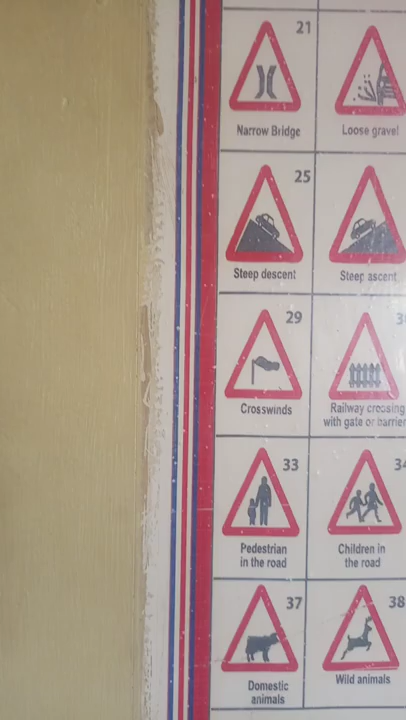 21
Narrow Bridge
Loose gravel
25
Steep descent
Steep ascent
29
Crosswinds
Railway crossing
with gate or barrier
33
Pedestrian
in the road
34
Children in
the road
37
Domestic
animals
38
Wild animals